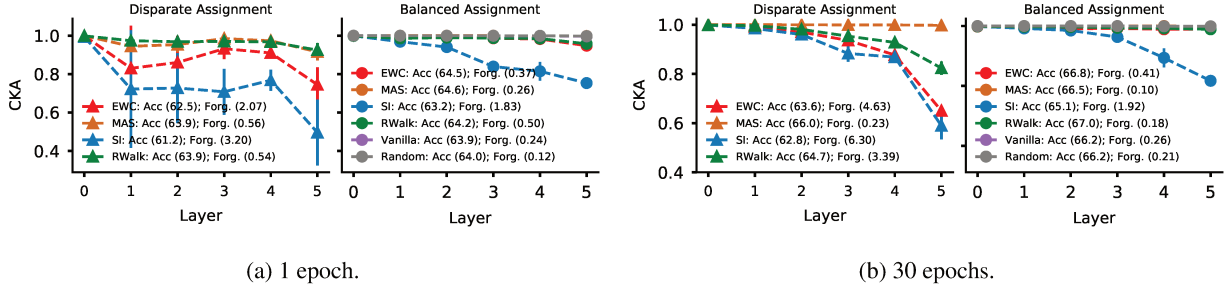 Disparate Assignment
Balanced Assignment
CKA
1.0
0.8
0.6
0.4
EWC: Acc (62.5); Forg. (2.07)
MAS: Acc (63.9); Forg. (0.56)
SI: Acc (61.2); Forg. (3.20)
RWalk: Acc (63.9); Forg. (0.54)
0 1 2 3 4 5
Layer
1.0
0.8
0.6
0.4
EWC: Acc (64.5); Forg. (0.37)
MAS: Acc (64.6); Forg. (0.26)
SI: Acc (63.2); Forg. (1.83)
RWalk: Acc (64.2); Forg. (0.50)
Vanilla: Acc (63.9); Forg. (0.24)
Random: Acc (64.0); Forg. (0.12)
0 1 2 3 4 5
Layer
(a) 1 epoch.
Disparate Assignment
Balanced Assignment
CKA
1.0
0.8
0.6
0.4
EWC: Acc (63.6); Forg. (4.63)
MAS: Acc (66.0); Forg. (0.23)
SI: Acc (62.8); Forg. (6.30)
RWalk: Acc (64.7); Forg. (3.39)
0 1 2 3 4 5
Layer
EWC: Acc (66.8); Forg. (0.41)
MAS: Acc (66.5); Forg. (0.10)
SI: Acc (65.1); Forg. (1.92)
RWalk: Acc (67.0); Forg. (0.18)
Vanilla: Acc (66.2); Forg. (0.26)
Random: Acc (66.2); Forg. (0.21)
0 1 2 3 4 5
Layer
(b) 30 epochs.